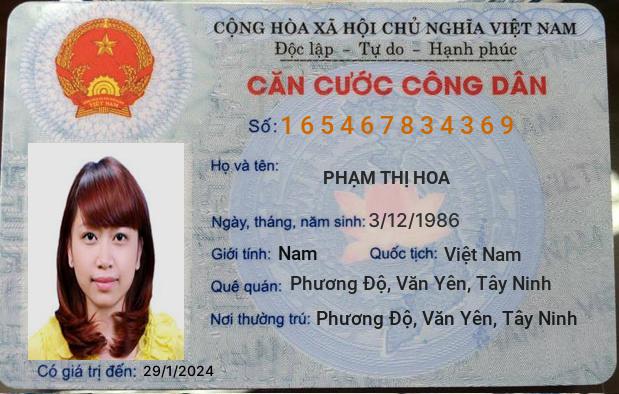 CỘNG HÒA XÃ HỘI CHỦ NGHĨA VIỆT NAM
Độc lập - Tự do - Hạnh phúc
CĂN CƯỚC CÔNG DÂN
Số: 165467834369
Họ và tên:
PHẠM THỊ HOA
Ngày, tháng, năm sinh: 3/12/1986
Giới tính: Nam Quốc tịch: Việt Nam
Quê quán: Phương Độ, Văn Yên, Tây Ninh
Nơi thường trú: Phương Độ, Văn Yên, Tây Ninh
Có giá trị đến: 29/1/2024